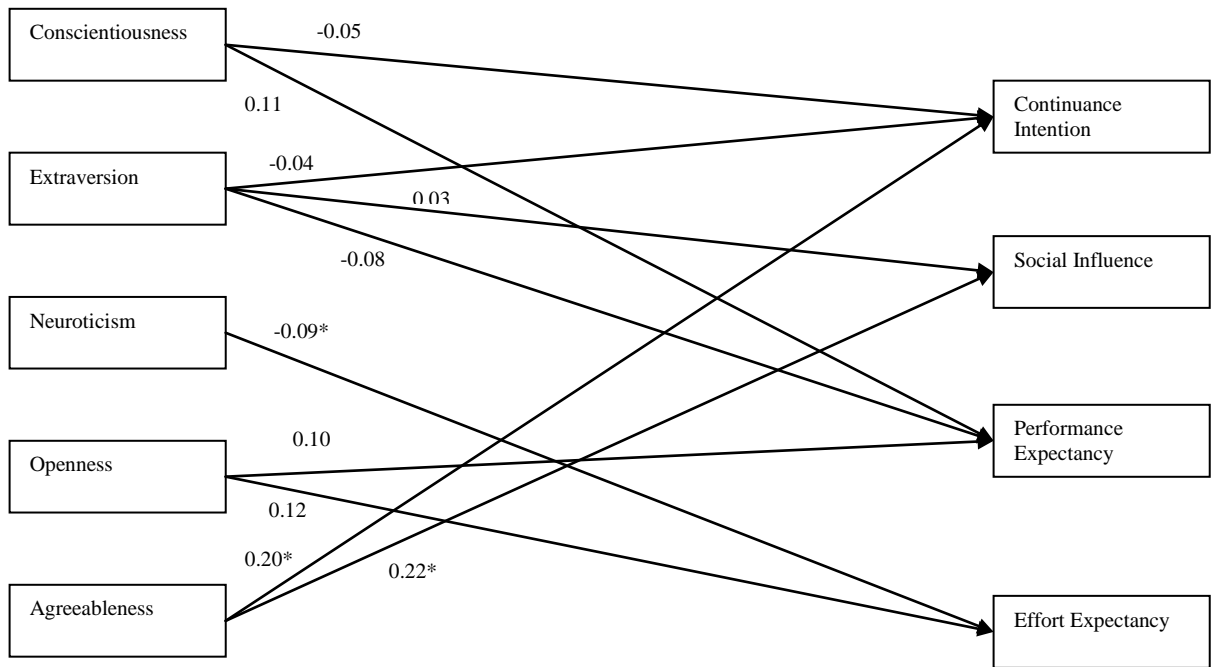 Conscientiousness
-0.05
0.11
Continuance
Intention
Extraversion
-0.04
0.03
-0.08
Social Influence
Neuroticism
-0.09*
Performance
Expectancy
Openness
0.10
0.12
0.20*
0.22*
Agreeableness
Effort Expectancy